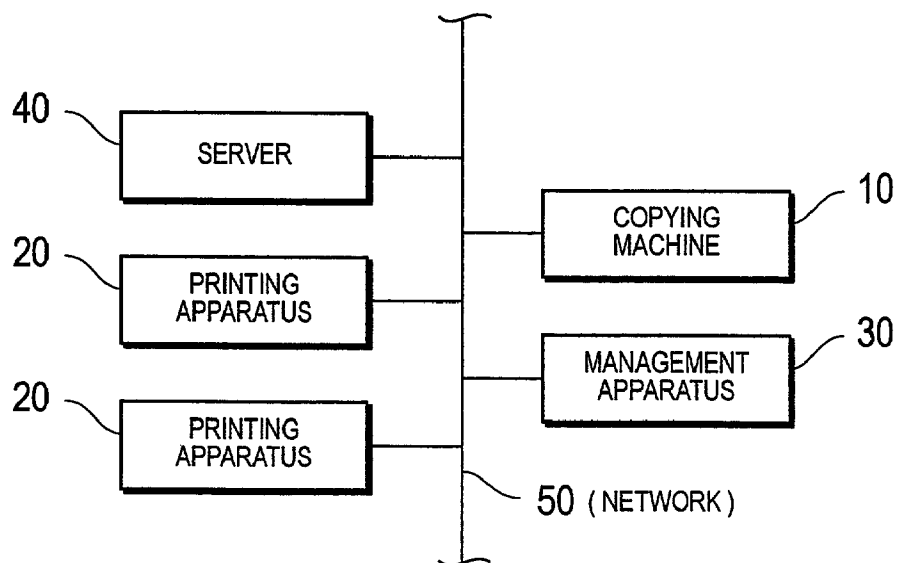 40
SERVER
10
COPYING
MACHINE
20
PRINTING
APPARATUS
30
MANAGEMENT
APPARATUS
20
PRINTING
APPARATUS
50 ( NETWORK )